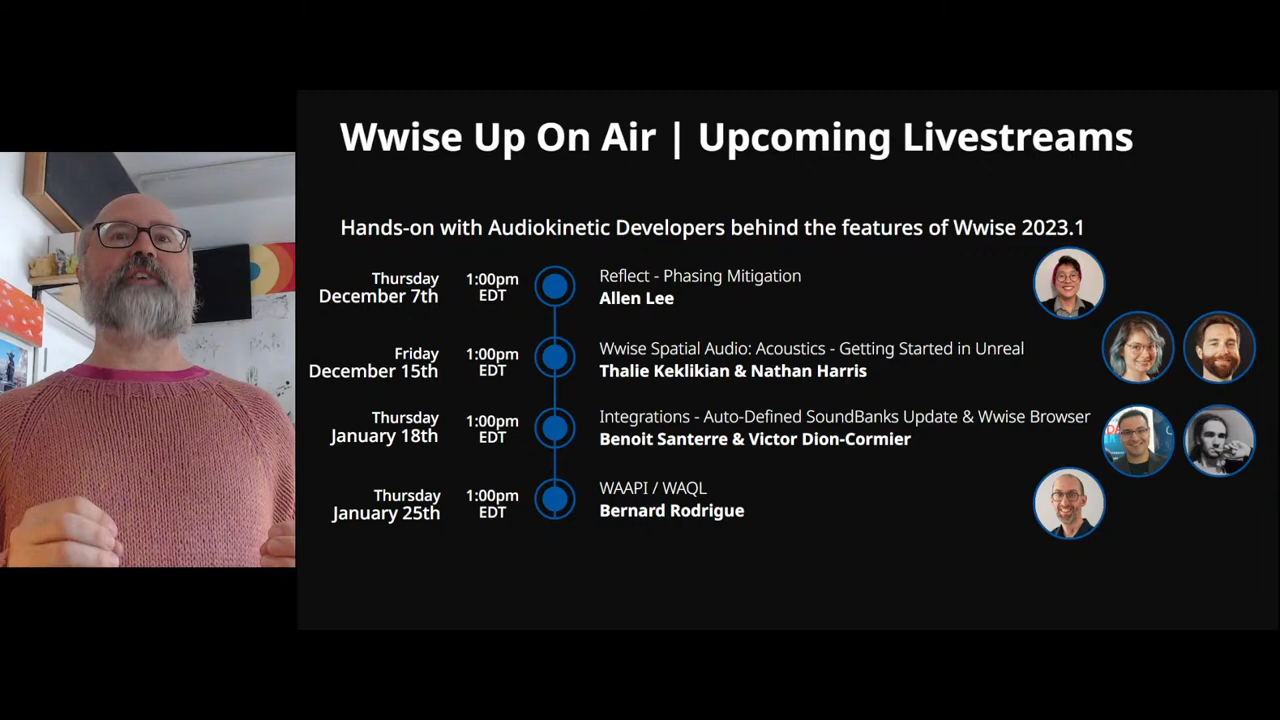 Wwise Up On Air | Upcoming Livestreams
Hands-on with Audiokinetic Developers behind the features of Wwise 2023.1
Thursday
December 7th
1:00pm
EDT
Reflect - Phasing Mitigation
Allen Lee
Friday
December 15th
1:00pm
EDT
Wwise Spatial Audio: Acoustics - Getting Started in Unreal
Thalie Keklikian & Nathan Harris
Thursday
January 18th
1:00pm
EDT
Integrations - Auto-Defined SoundBanks Update & Wwise Browser
Benoit Santerre & Victor Dion-Cormier
Thursday
January 25th
1:00pm
EDT
WAAPI / WAQL
Bernard Rodrigue